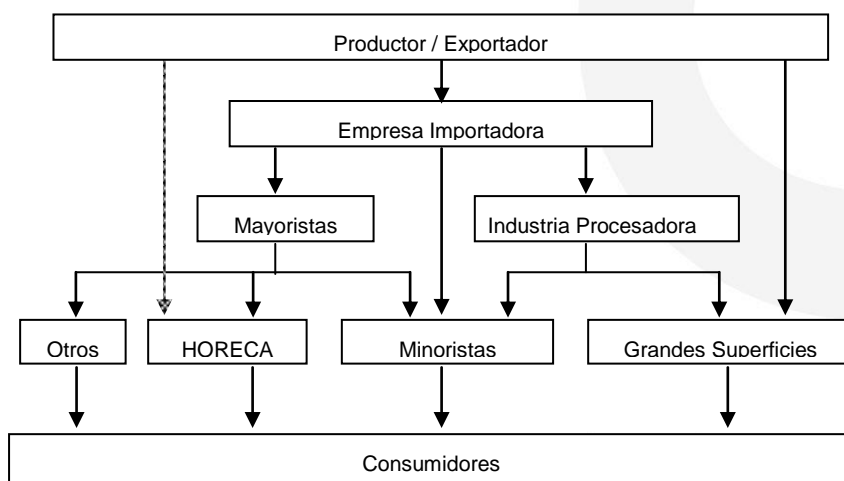 Productor / Exportador
Empresa Importadora
Mayoristas
Industria Procesadora
Otros
HORECA
Minoristas
Grandes Superficies
Consumidores